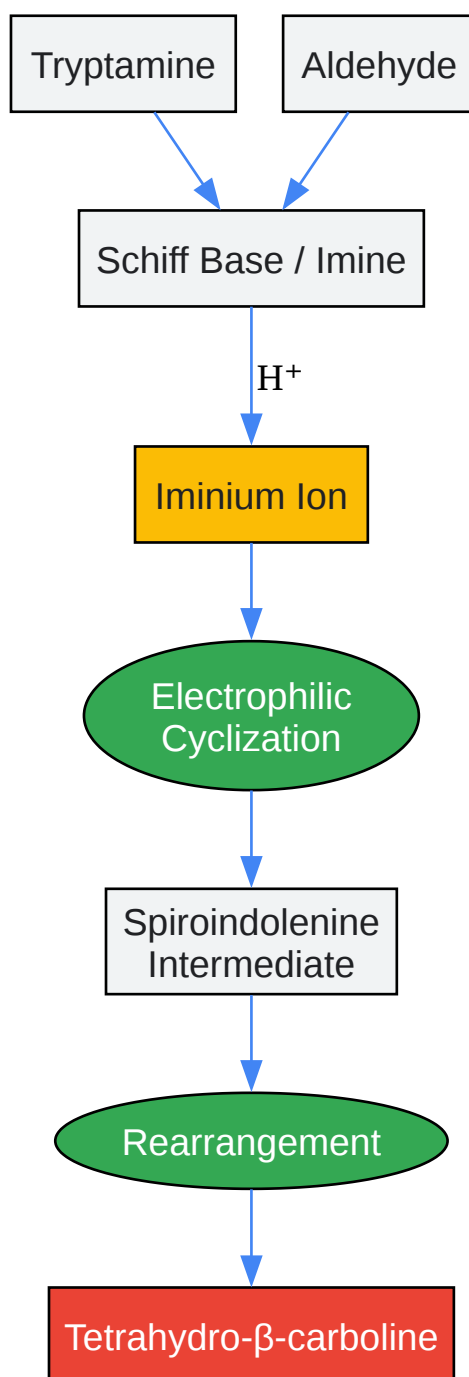 Tryptamine
Aldehyde
Schiff Base / Imine
H⁺
Iminium Ion
Electrophilic
Cyclization
Spiroindolenine
Intermediate
Rearrangement
Tetrahydro-β-carboline